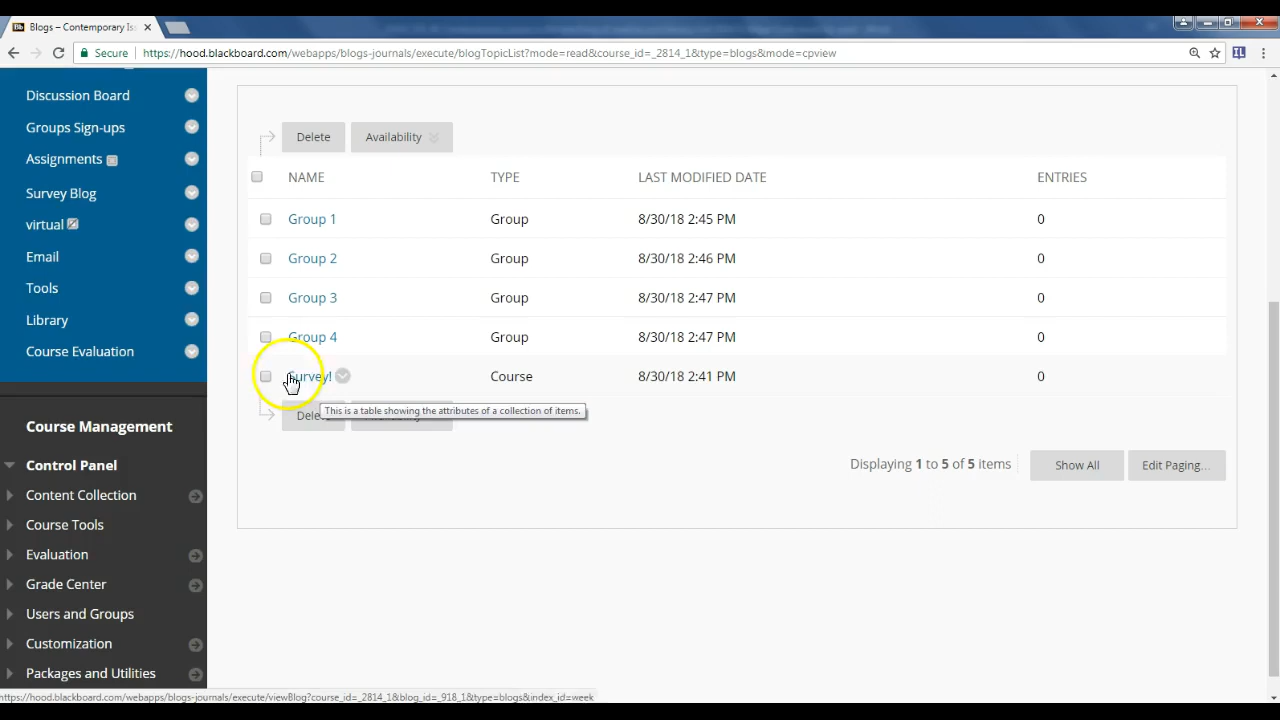 Blogs – Contemporary Is
Secure
https://hood.blackboard.com/webapps/blogs-journals/execute/blogTopicList?mode=read&course_id=_2814_1&type=blogs&mode=cpview
IL
Discussion Board
Groups Sign-ups
Assignments
Survey Blog
virtual
Email
Tools
Library
Course Evaluation
Course Management
Control Panel
Content Collection
Course Tools
Evaluation
Grade Center
Users and Groups
Customization
Packages and Utilities
Delete Availability
NAME TYPE LAST MODIFIED DATE ENTRIES
Group 1 Group 8/30/18 2:45 PM 0
Group 2 Group 8/30/18 2:46 PM 0
Group 3 Group 8/30/18 2:47 PM 0
Group 4 Group 8/30/18 2:47 PM 0
Survey! Course 8/30/18 2:41 PM 0
This is a table showing the attributes of a collection of items.
Delete
Displaying 1 to 5 of 5 items Show All Edit Paging...
https://hood.blackboard.com/webapps/blogs-journals/execute/viewBlog?course_id=_2814_1&blog_id=_918_1&type=blogs&index_id=week